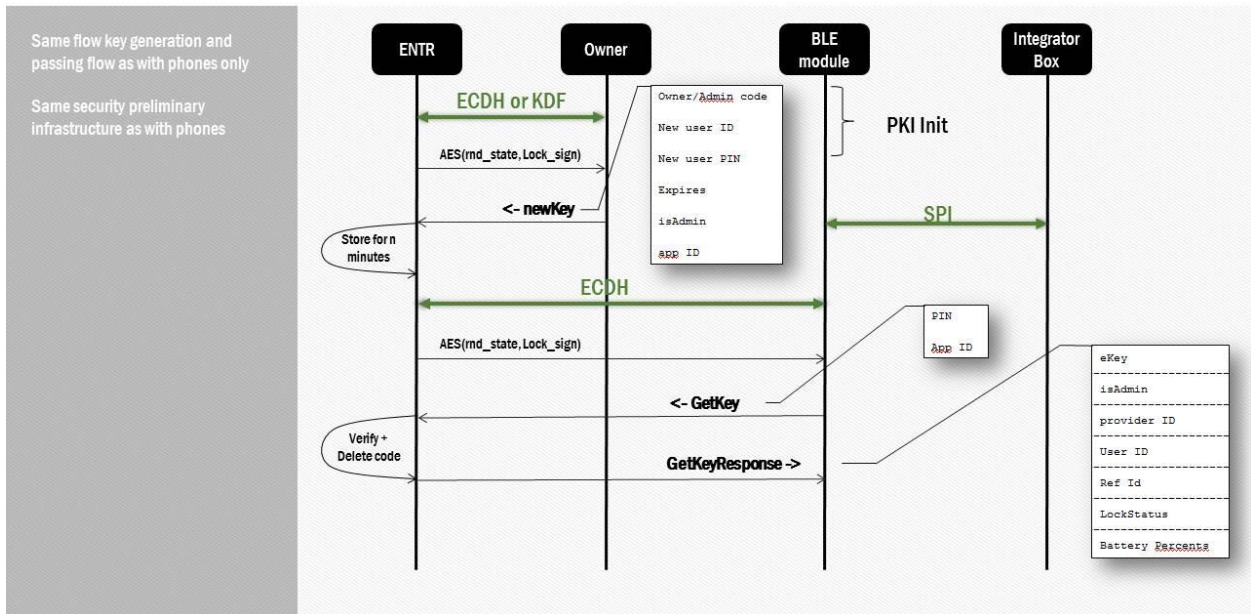 Same flow key generation and
passing flow as with phones only
Same security preliminary
infrastructure as with phones
ENTR
Owner
BLE
module
Integrator
Box
ECDH or KDF
Owner/Admin code
New user ID
New user PIN
Expires
isAdmin
app ID
PKI Init
AES(rnd_state, Lock_sign)
<- newKey
SPI
Store for n
minutes
ECDH
PIN
App ID
AES(rnd_state, Lock_sign)
<- GetKey
eKey
isAdmin
provider ID
User ID
Ref Id
LockStatus
Battery Percents
Verify +
Delete code
GetKeyResponse ->